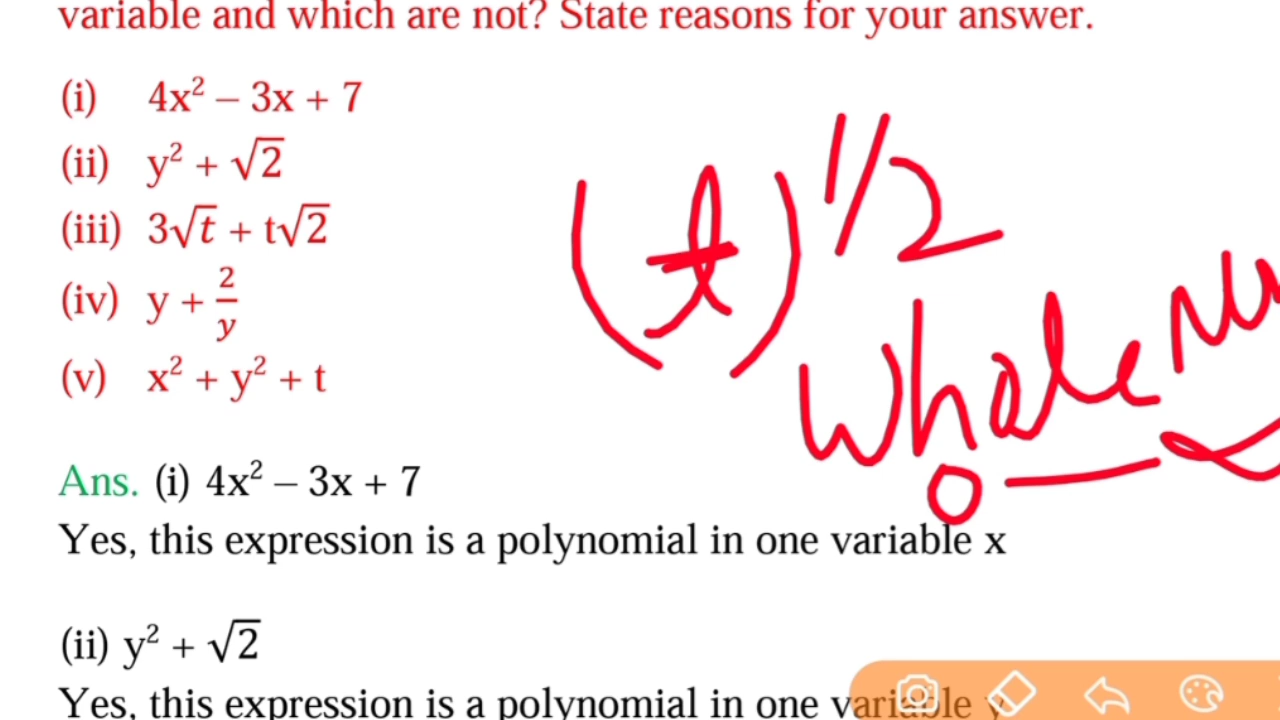 variable and which are not? State reasons for your answer.
(i) 4x² – 3x + 7
(ii) y² + √2
(iii) 3√t + t√2
(iv) y + 2/y
(v) x² + y² + t
(t)^1/2
Whole
0 —
Ans. (i) 4x² – 3x + 7
Yes, this expression is a polynomial in one variable x
(ii) y² + √2
Yes, this expression is a polynomial in one variable y